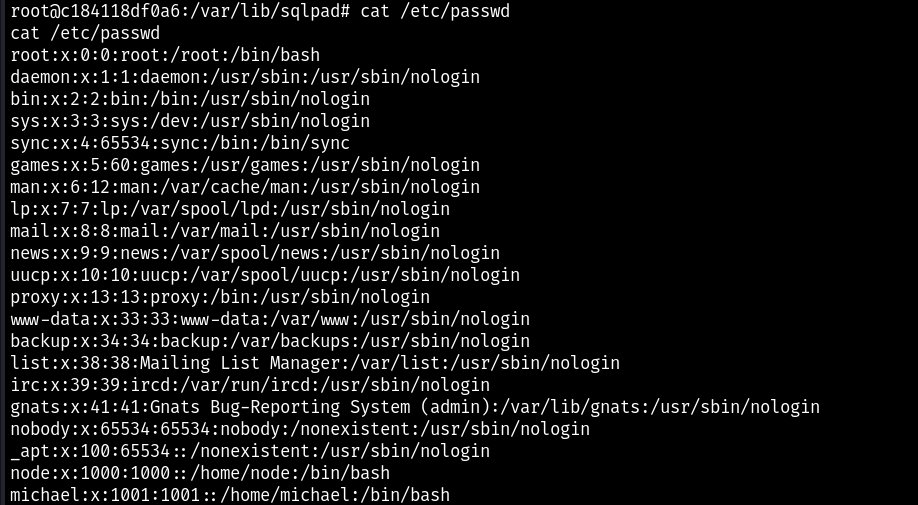 root@c184118df0a6:/var/lib/sqlpad# cat /etc/passwd
cat /etc/passwd
root:x:0:0:root:/root:/bin/bash
daemon:x:1:1:daemon:/usr/sbin:/usr/sbin/nologin
bin:x:2:2:bin:/bin:/usr/sbin/nologin
sys:x:3:3:sys:/dev:/usr/sbin/nologin
sync:x:4:65534:sync:/bin:/bin/sync
games:x:5:60:games:/usr/games:/usr/sbin/nologin
man:x:6:12:man:/var/cache/man:/usr/sbin/nologin
lp:x:7:7:lp:/var/spool/lpd:/usr/sbin/nologin
mail:x:8:8:mail:/var/mail:/usr/sbin/nologin
news:x:9:9:news:/var/spool/news:/usr/sbin/nologin
uucp:x:10:10:uucp:/var/spool/uucp:/usr/sbin/nologin
proxy:x:13:13:proxy:/bin:/usr/sbin/nologin
www-data:x:33:33:www-data:/var/www:/usr/sbin/nologin
backup:x:34:34:backup:/var/backups:/usr/sbin/nologin
list:x:38:38:Mailing List Manager:/var/list:/usr/sbin/nologin
irc:x:39:39:ircd:/var/run/ircd:/usr/sbin/nologin
gnats:x:41:41:Gnats Bug-Reporting System (admin):/var/lib/gnats:/usr/sbin/nologin
nobody:x:65534:65534:nobody:/nonexistent:/usr/sbin/nologin
_apt:x:100:65534::/nonexistent:/usr/sbin/nologin
node:x:1000:1000::/home/node:/bin/bash
michael:x:1001:1001::/home/michael:/bin/bash